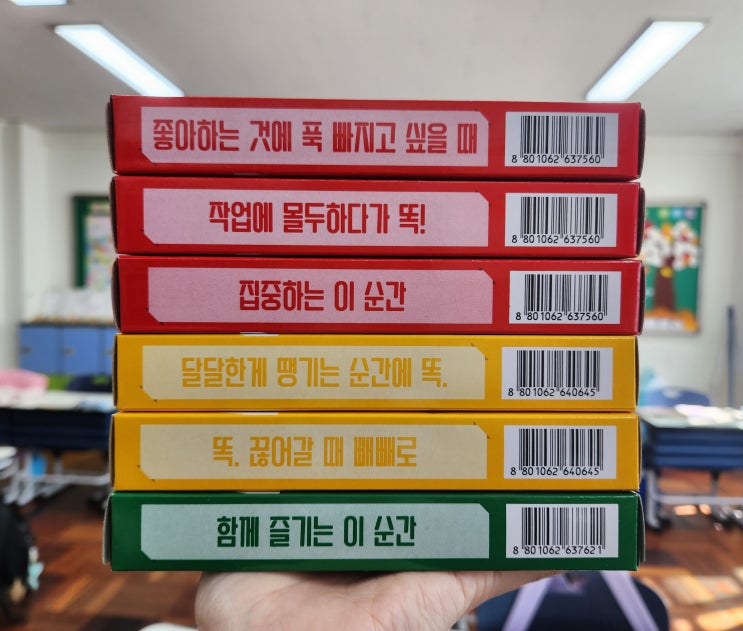 좋아하는 것에 푹 빠지고 싶을 때
8 801062 637560
작업에 몰두하다가 똑!
8 801062 637560
집중하는 이 순간
8 801062 637560
달달한게 땡기는 순간에 똑.
8 801062 640645
똑. 끊어갈 때 빼빼로
8 801062 640645
함께 즐기는 이 순간
8 801062 637621